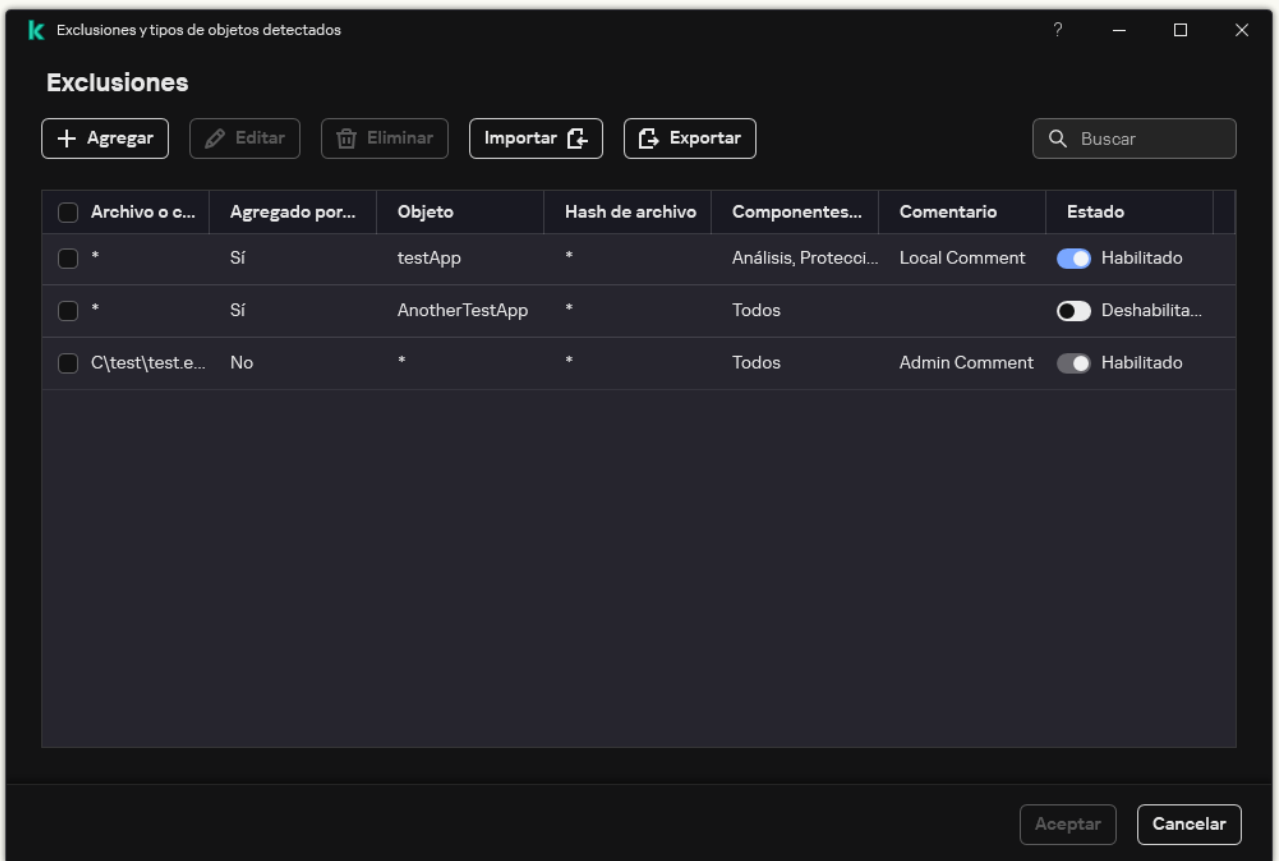 Exclusiones y tipos de objetos detectados ?
Exclusiones
Agregar Editar Eliminar Importar Exportar Buscar
Archivo o c... Agregado por... Objeto Hash de archivo Componentes... Comentario Estado
* Sí testApp * Análisis, Protecci... Local Comment Habilitado
* Sí AnotherTestApp * Todos Deshabilita...
C\test\test.e... No * * Todos Admin Comment Habilitado
Aceptar Cancelar